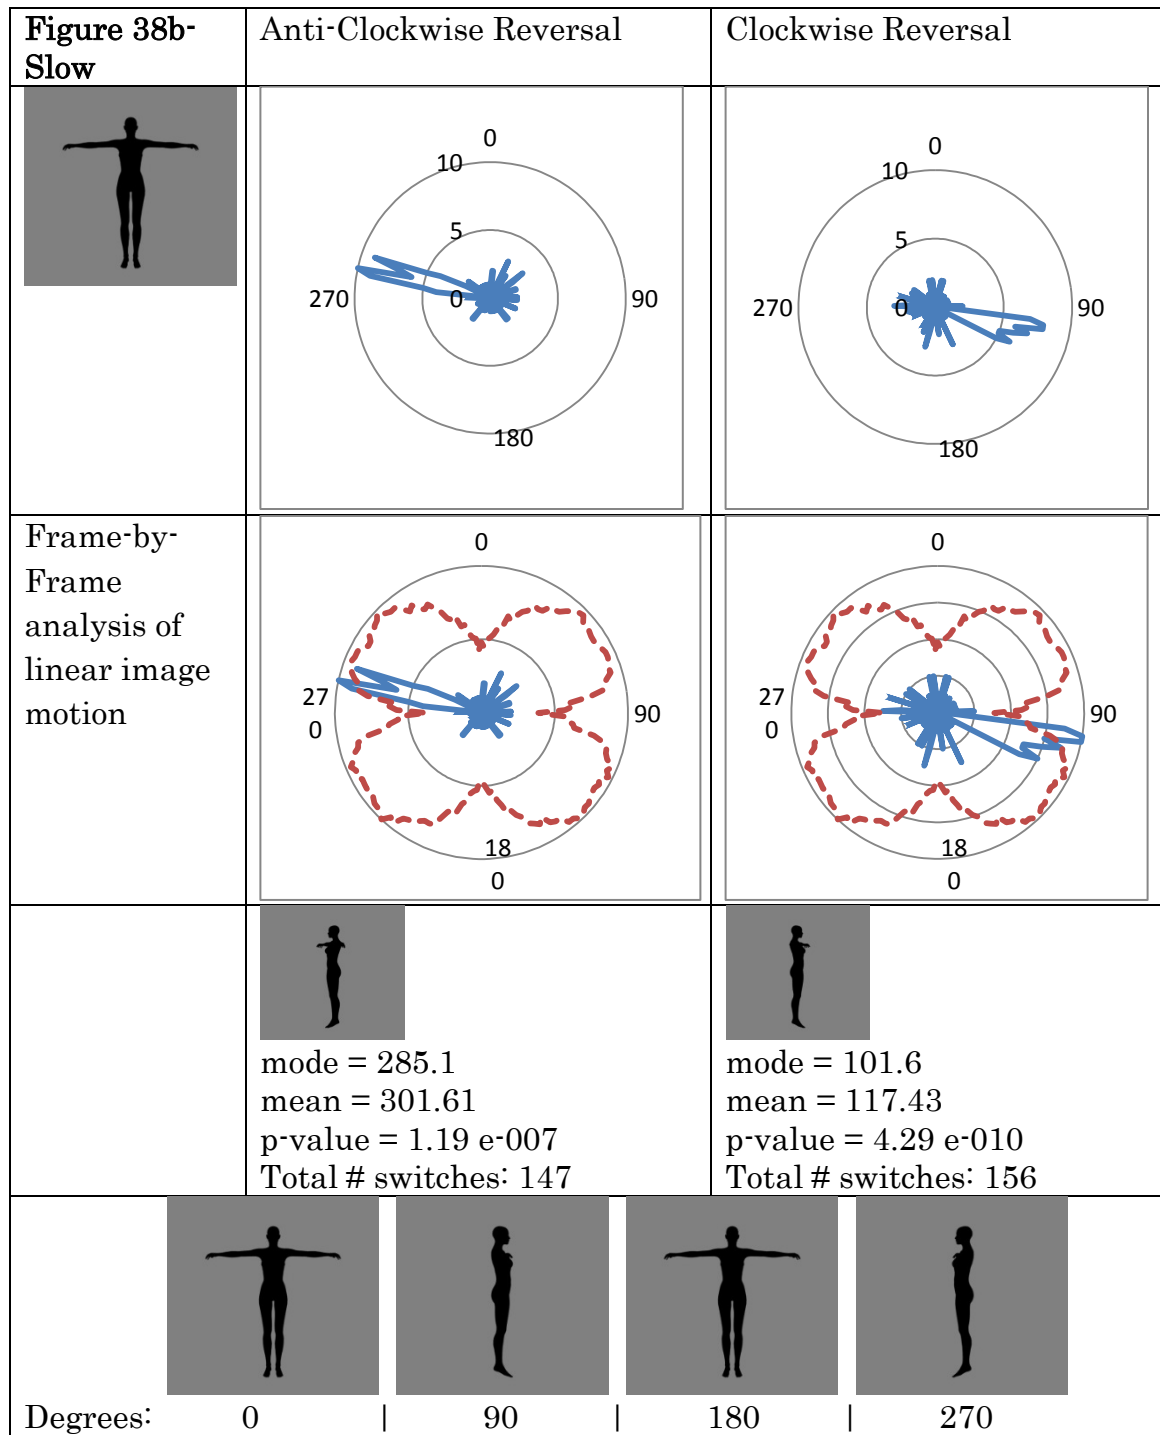 Figure 38b-
Slow
Anti-Clockwise Reversal
Clockwise Reversal
0
10
5
0
270
90
180
0
10
5
0
270
90
180
Frame-by-
Frame
analysis of
linear image
motion
0
27
0
90
18
0
0
27
0
90
18
0
mode = 285.1
mean = 301.61
p-value = 1.19 e-007
Total # switches: 147
mode = 101.6
mean = 117.43
p-value = 4.29 e-010
Total # switches: 156
Degrees: 0 | 90 | 180 | 270